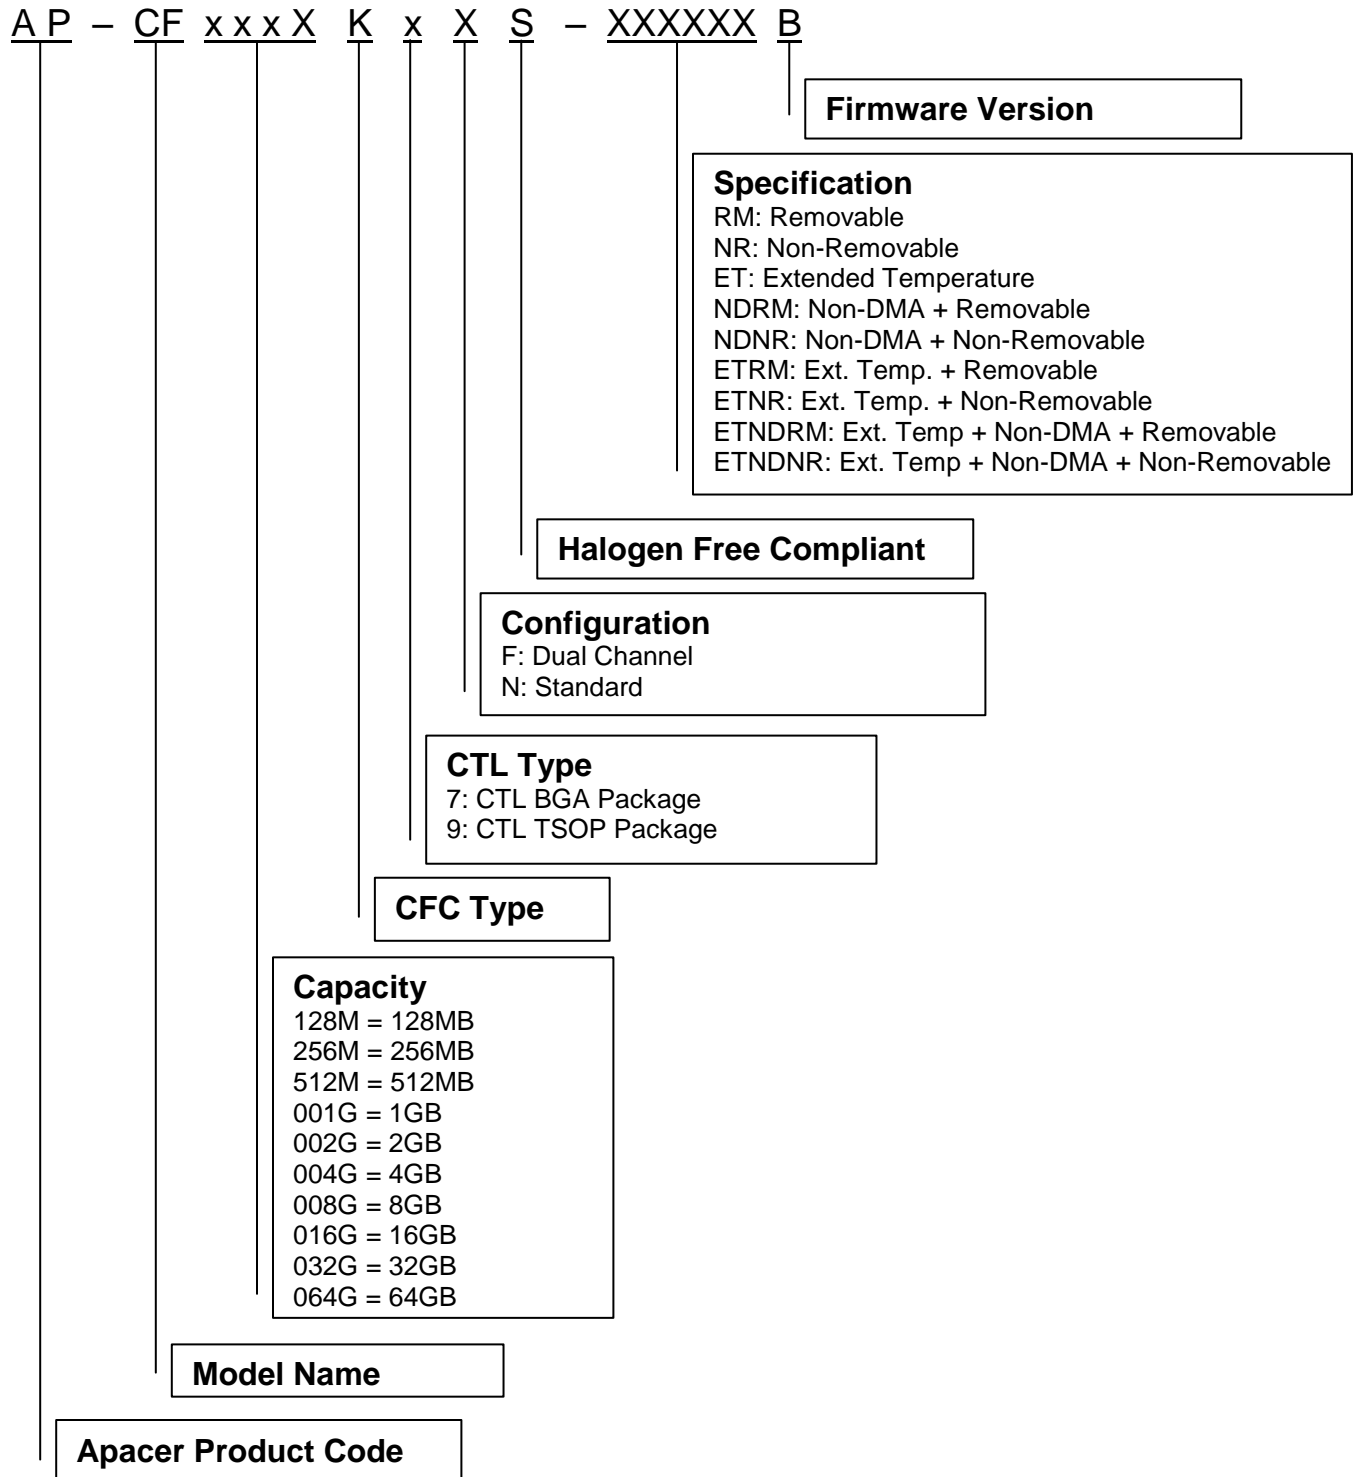 A P – CF x x x X K x X S – XXXXXX B
Firmware Version
Specification
RM: Removable
NR: Non-Removable
ET: Extended Temperature
NDRM: Non-DMA + Removable
NDNR: Non-DMA + Non-Removable
ETRM: Ext. Temp. + Removable
ETNR: Ext. Temp. + Non-Removable
ETNDRM: Ext. Temp + Non-DMA + Removable
ETNDNR: Ext. Temp + Non-DMA + Non-Removable
Halogen Free Compliant
Configuration
F: Dual Channel
N: Standard
CTL Type
7: CTL BGA Package
9: CTL TSOP Package
CFC Type
Capacity
128M = 128MB
256M = 256MB
512M = 512MB
001G = 1GB
002G = 2GB
004G = 4GB
008G = 8GB
016G = 16GB
032G = 32GB
064G = 64GB
Model Name
Apacer Product Code